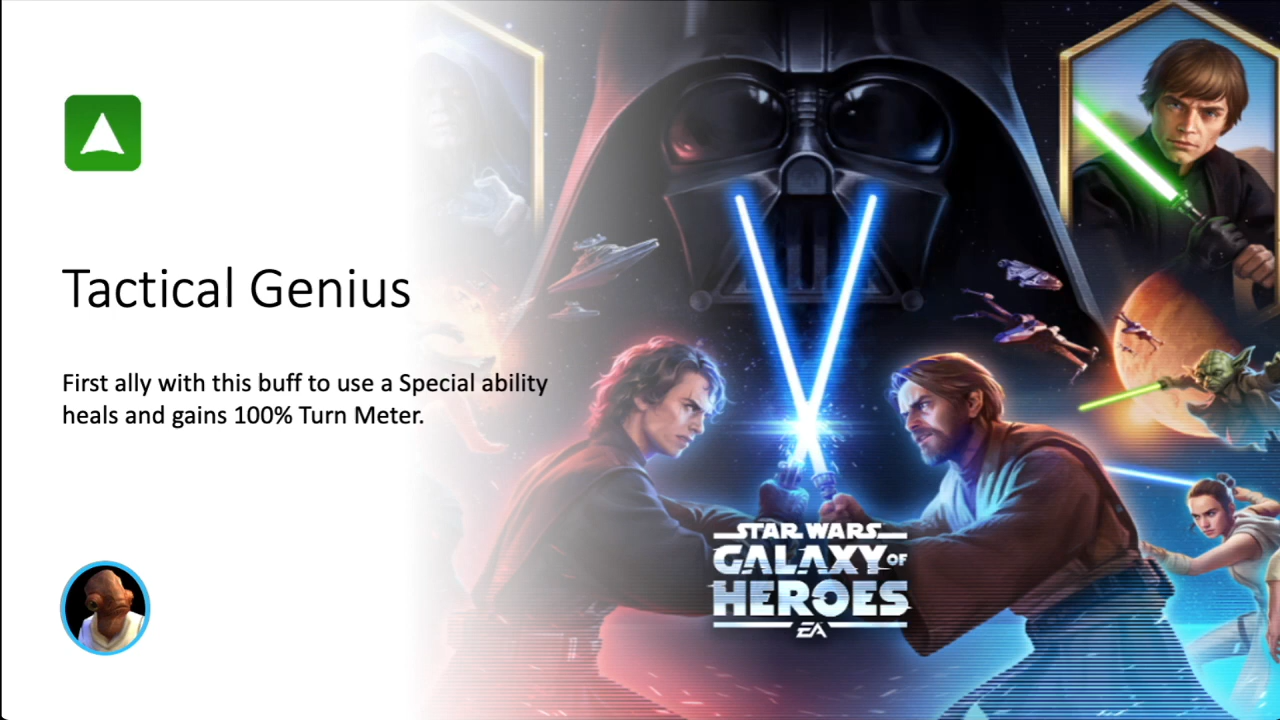 Tactical Genius
First ally with this buff to use a Special ability
heals and gains 100% Turn Meter.
STAR WARS
GALAXY OF
HEROES
EA